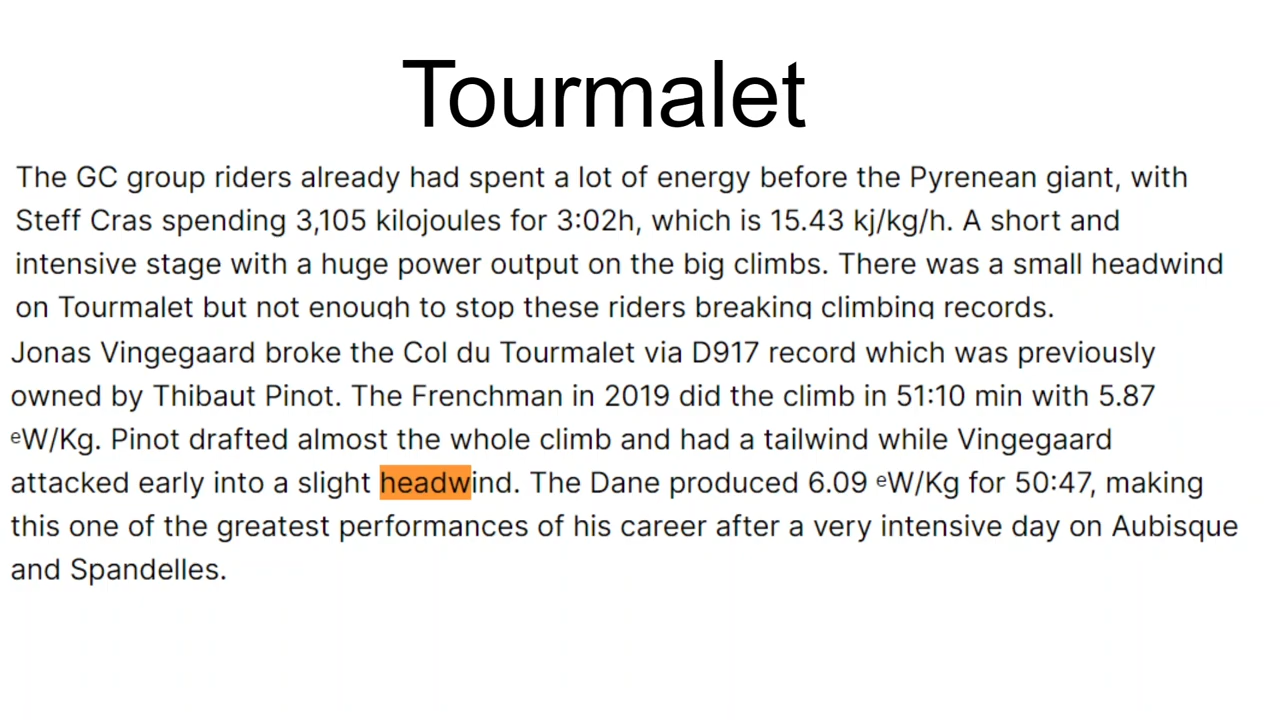 Tourmalet
The GC group riders already had spent a lot of energy before the Pyrenean giant, with
Steff Cras spending 3,105 kilojoules for 3:02h, which is 15.43 kj/kg/h. A short and
intensive stage with a huge power output on the big climbs. There was a small headwind
on Tourmalet but not enough to stop these riders breaking climbing records.
Jonas Vingegaard broke the Col du Tourmalet via D917 record which was previously
owned by Thibaut Pinot. The Frenchman in 2019 did the climb in 51:10 min with 5.87
ᵉW/Kg. Pinot drafted almost the whole climb and had a tailwind while Vingegaard
attacked early into a slight headwind. The Dane produced 6.09 ᵉW/Kg for 50:47, making
this one of the greatest performances of his career after a very intensive day on Aubisque
and Spandelles.